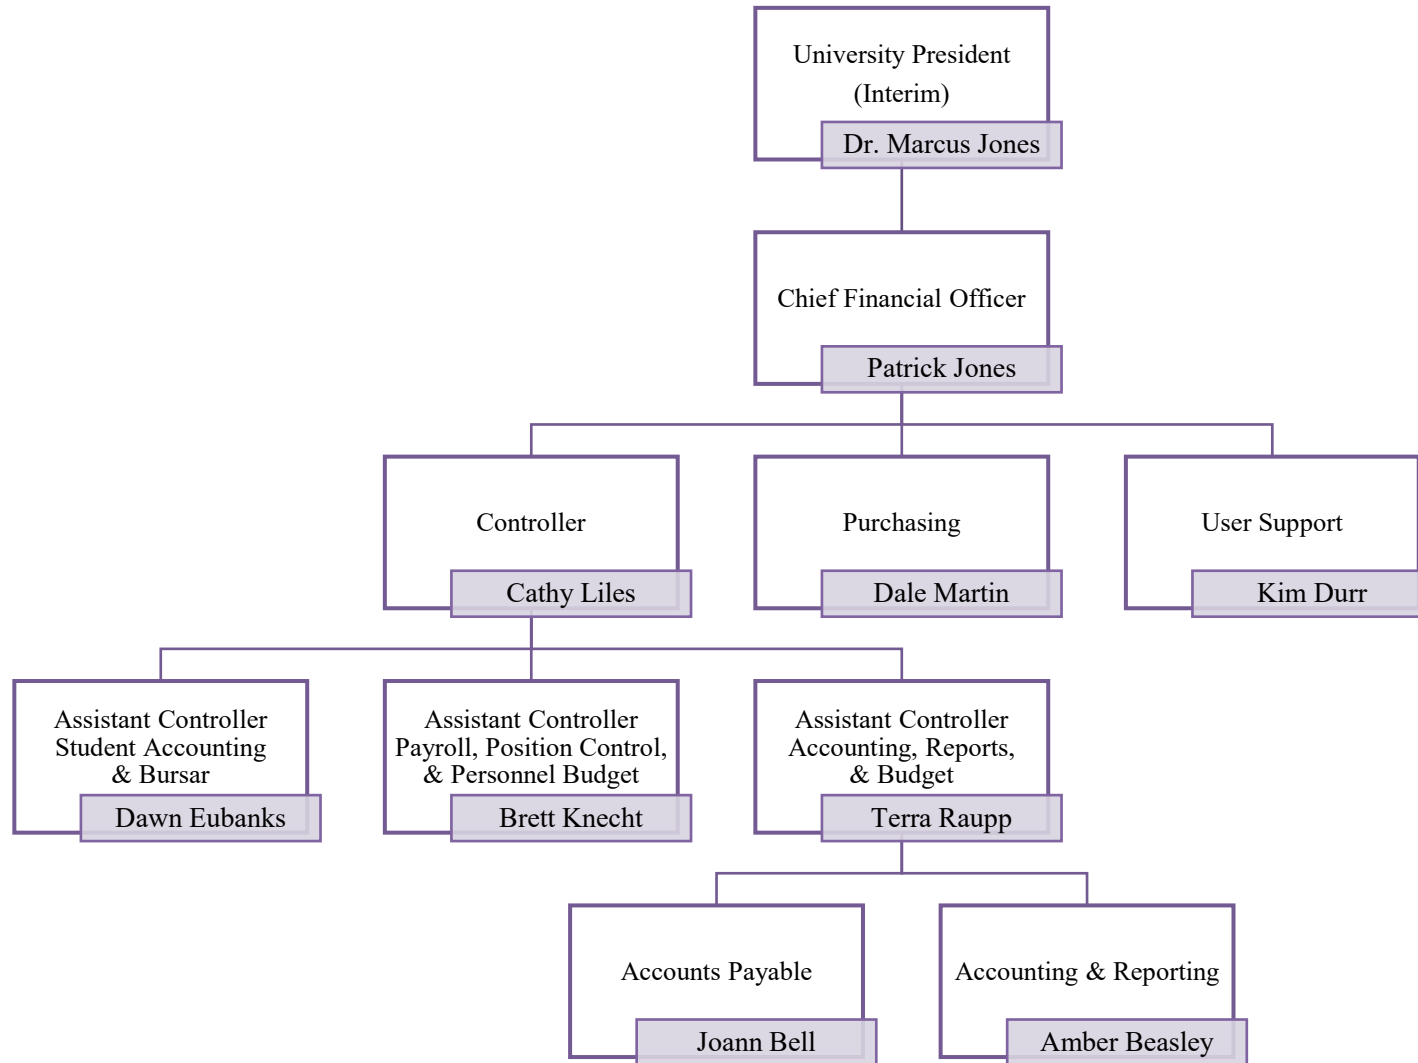 University President
(Interim)
Dr. Marcus Jones
Chief Financial Officer
Patrick Jones
Controller
Cathy Liles
Purchasing
Dale Martin
User Support
Kim Durr
Assistant Controller
Student Accounting
& Bursar
Dawn Eubanks
Assistant Controller
Payroll, Position Control,
& Personnel Budget
Brett Knecht
Assistant Controller
Accounting, Reports,
& Budget
Terra Raupp
Accounts Payable
Joann Bell
Accounting & Reporting
Amber Beasley